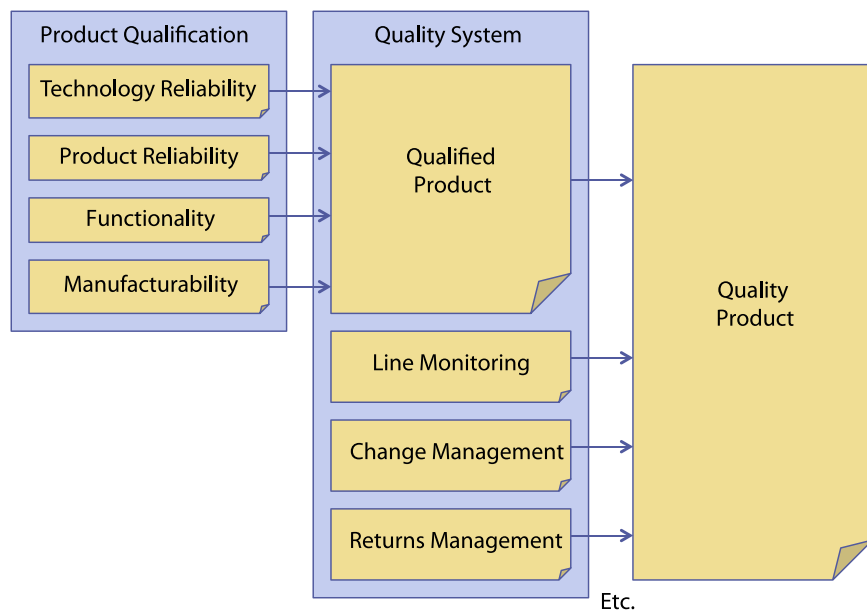 Product Qualification
Technology Reliability
Product Reliability
Functionality
Manufacturability
Quality System
Qualified
Product
Line Monitoring
Change Management
Returns Management
Quality
Product
Etc.